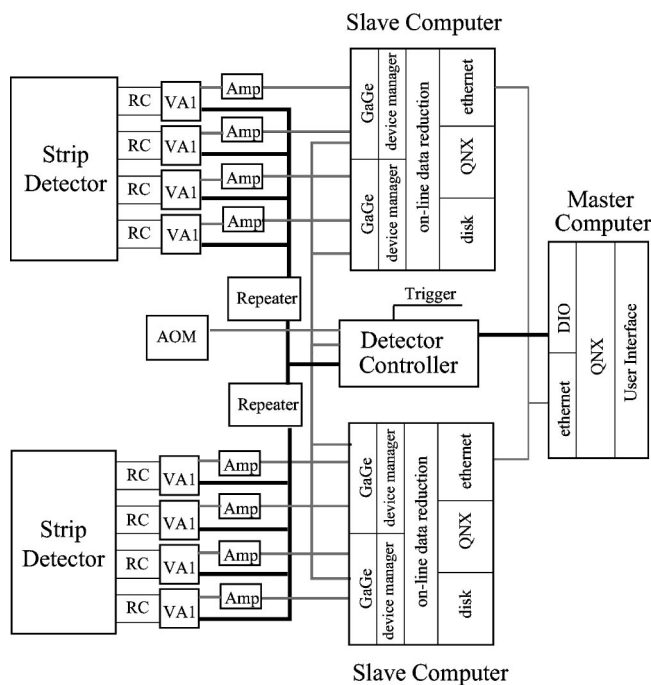 Slave Computer
Strip
Detector
RC
VA1
Amp
RC
VA1
Amp
RC
VA1
Amp
RC
VA1
Amp
GaGe
device manager
GaGe
device manager
on-line data reduction
ethernet
QNX
disk
Master
Computer
DIO
ethernet
QNX
User Interface
Repeater
AOM
Trigger
Detector
Controller
Repeater
Strip
Detector
RC
VA1
Amp
RC
VA1
Amp
RC
VA1
Amp
RC
VA1
Amp
GaGe
device manager
GaGe
device manager
on-line data reduction
ethernet
QNX
disk
Slave Computer